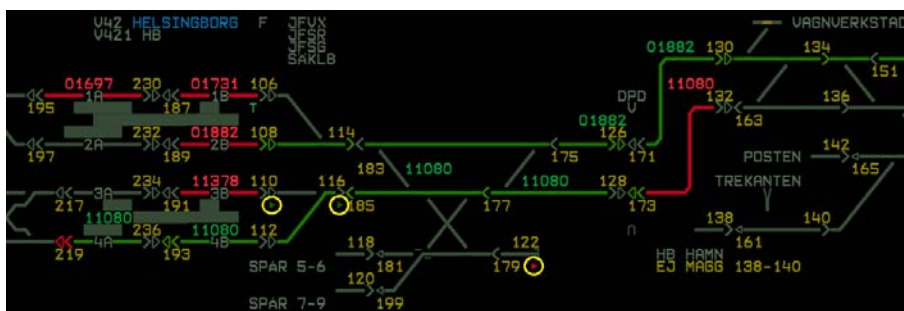 V42 HELSINGBORG F JFVX
V421 HB JFSR
JFSG
SAKLB
VAGNVERKSTAD
01882 130 134
151
01697 230 01731 106
1A 1B
195 187 T
11080 132 136
DPD
V
163
01882 126
232 01882 108 114
2A 2B
197 189 183 175 171
142
POSTEN
165
234 11378 110 116 11080 11080 128
3A 3B
217 191 185 177 173
TREKANTEN
11080 236 11080 112
4A 4B
219 193
138 140
161
118 122
SPÅR 5-6 181 179
HB HAMN
EJ MAGG 138-140
120
SPÅR 7-9 199